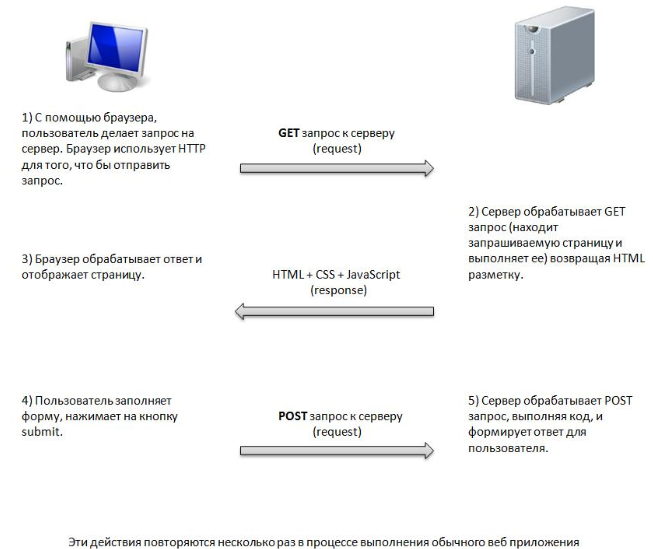 1) С помощью браузера,
пользователь делает запрос на
сервер. Браузер использует HTTP
для того, что бы отправить
запрос.
GET запрос к серверу
(request)
2) Сервер обрабатывает GET
запрос (находит
запрашиваемую страницу и
выполняет ее) возвращая HTML
разметку.
3) Браузер обрабатывает ответ и
отображает страницу.
HTML + CSS + JavaScript
(response)
4) Пользователь заполняет
форму, нажимает на кнопку
submit.
POST запрос к серверу
(request)
5) Сервер обрабатывает POST
запрос, выполняя код, и
формирует ответ для
пользователя.
Эти действия повторяются несколько раз в процессе выполнения обычного веб приложения